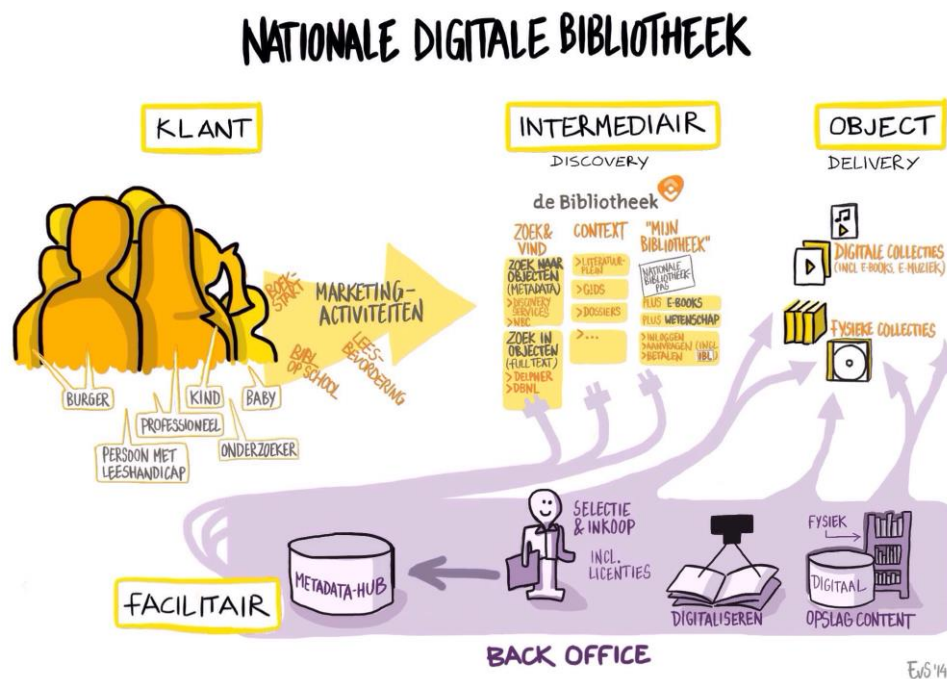 NATIONALE DIGITALE BIBLIOTHEEK
KLANT
BOEK-
START
MARKETING-
ACTIVITEITEN
BIBL
OP SCHOOL
LEES-
BEVORDERING
BURGER
KIND
BABY
PROFESSIONEEL
PERSOON MET
LEESHANDICAP
ONDERZOEKER
INTERMEDIAIR
DISCOVERY
de Bibliotheek
ZOEK&
VIND
ZOEK NAAR
OBJECTEN
(METADATA)
>DISCOVERY
SERVICES
>NBC
ZOEK IN
OBJECTEN
(FULL TEXT)
>DELPHER
>DBNL
CONTEXT
>LITERATUUR-
PLEIN
>GIDS
>DOSSIERS
>...
"MIJN
BIBLIOTHEEK"
NATIONALE
BIBLIOTHEEK-
PAS
PLUS E-BOOKS
PLUS WETENSCHAP
>INLOGGEN
>AANVRAGEN (INCL
>BETALEN IBL)
OBJECT
DELIVERY
DIGITALE COLLECTIES
(INCL E-BOOKS, E-MUZIEK)
FYSIEKE COLLECTIES
FACILITAIR
METADATA-HUB
SELECTIE
& INKOOP
INCL.
LICENTIES
DIGITALISEREN
FYSIEK
DIGITAAL
OPSLAG CONTENT
BACK OFFICE
EvS '14